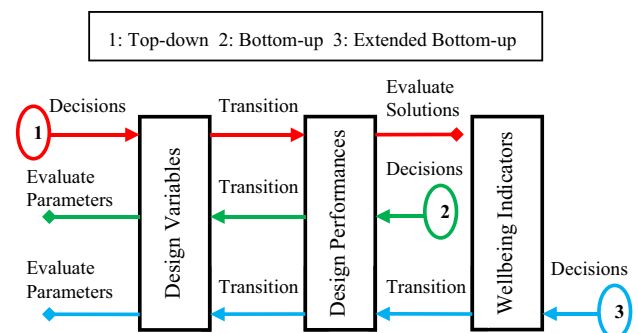 1: Top-down 2: Bottom-up 3: Extended Bottom-up
Decisions
Transition
Evaluate
Solutions
1
Evaluate
Parameters
Transition
Decisions
2
Evaluate
Parameters
Transition
Transition
Decisions
3
Design Variables
Design Performances
Wellbeing Indicators